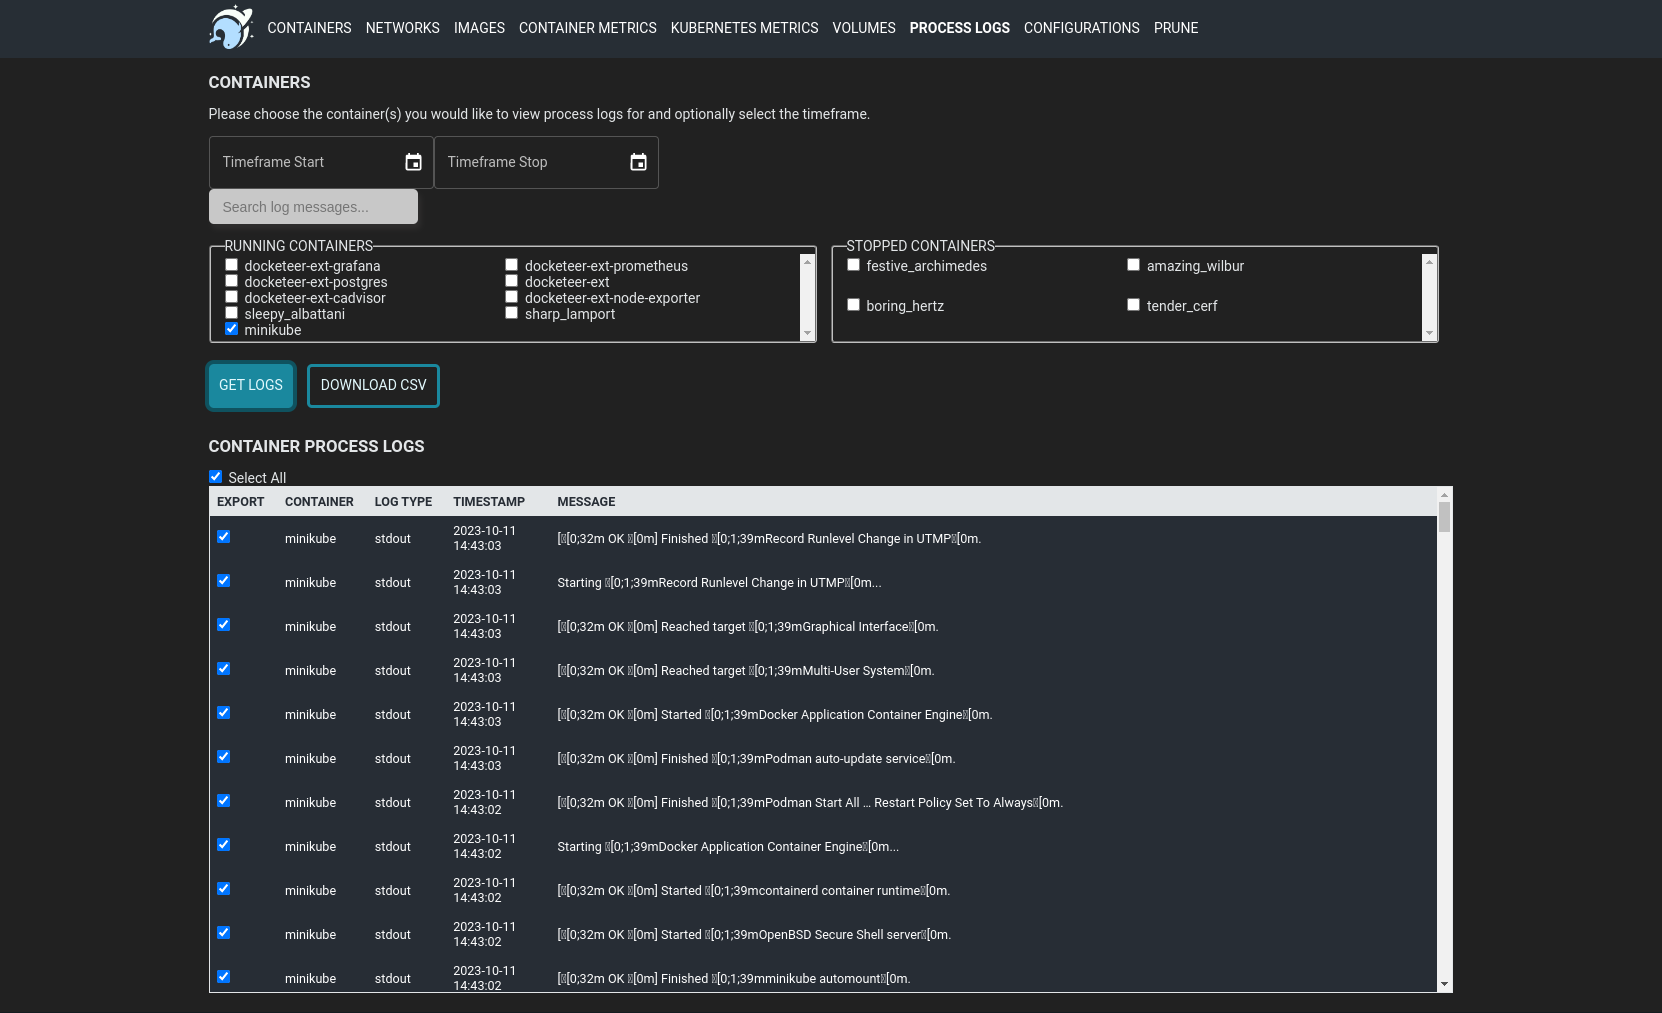 CONTAINERS NETWORKS IMAGES CONTAINER METRICS KUBERNETES METRICS VOLUMES PROCESS LOGS CONFIGURATIONS PRUNE
CONTAINERS
Please choose the container(s) you would like to view process logs for and optionally select the timeframe.
Timeframe Start Timeframe Stop
Search log messages...
RUNNING CONTAINERS
docketeer-ext-grafana docketeer-ext-prometheus
docketeer-ext-postgres docketeer-ext
docketeer-ext-cadvisor docketeer-ext-node-exporter
sleepy_albattani sharp_lamport
minikube
STOPPED CONTAINERS
festive_archimedes amazing_wilbur
boring_hertz tender_cerf
GET LOGS DOWNLOAD CSV
CONTAINER PROCESS LOGS
Select All
EXPORT CONTAINER LOG TYPE TIMESTAMP MESSAGE
minikube stdout 2023-10-11 14:43:03 [[0;32m OK [0m] Finished [0;1;39mRecord Runlevel Change in UTMP[0m.
minikube stdout 2023-10-11 14:43:03 Starting [0;1;39mRecord Runlevel Change in UTMP[0m...
minikube stdout 2023-10-11 14:43:03 [[0;32m OK [0m] Reached target [0;1;39mGraphical Interface[0m.
minikube stdout 2023-10-11 14:43:03 [[0;32m OK [0m] Reached target [0;1;39mMulti-User System[0m.
minikube stdout 2023-10-11 14:43:03 [[0;32m OK [0m] Started [0;1;39mDocker Application Container Engine[0m.
minikube stdout 2023-10-11 14:43:03 [[0;32m OK [0m] Finished [0;1;39mPodman auto-update service[0m.
minikube stdout 2023-10-11 14:43:02 [[0;32m OK [0m] Finished [0;1;39mPodman Start All … Restart Policy Set To Always[0m.
minikube stdout 2023-10-11 14:43:02 Starting [0;1;39mDocker Application Container Engine[0m...
minikube stdout 2023-10-11 14:43:02 [[0;32m OK [0m] Started [0;1;39mcontainerd container runtime[0m.
minikube stdout 2023-10-11 14:43:02 [[0;32m OK [0m] Started [0;1;39mOpenBSD Secure Shell server[0m.
minikube stdout 2023-10-11 14:43:02 [[0;32m OK [0m] Finished [0;1;39mminikube automount[0m.